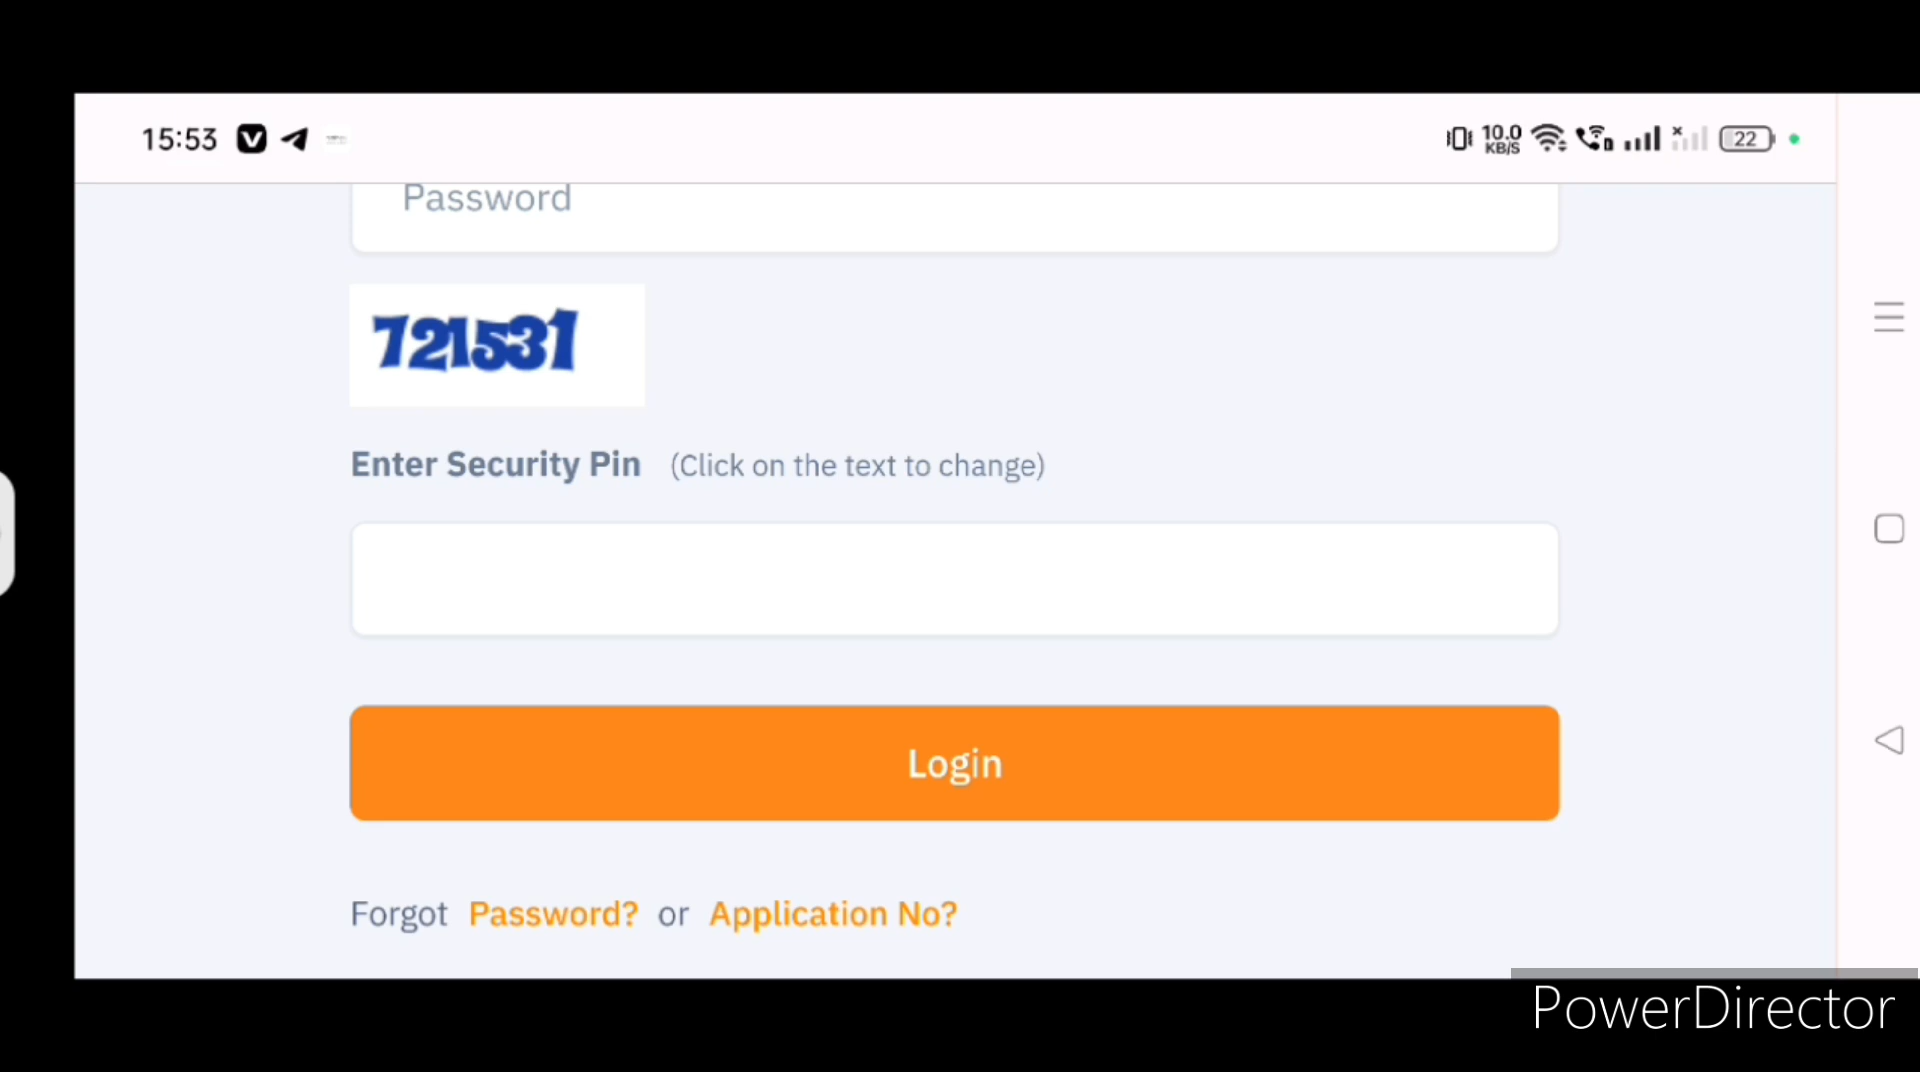 15:53 V 10.0 KB/S 22
Password
721531
Enter Security Pin (Click on the text to change)
Login
Forgot Password? or Application No?
PowerDirector